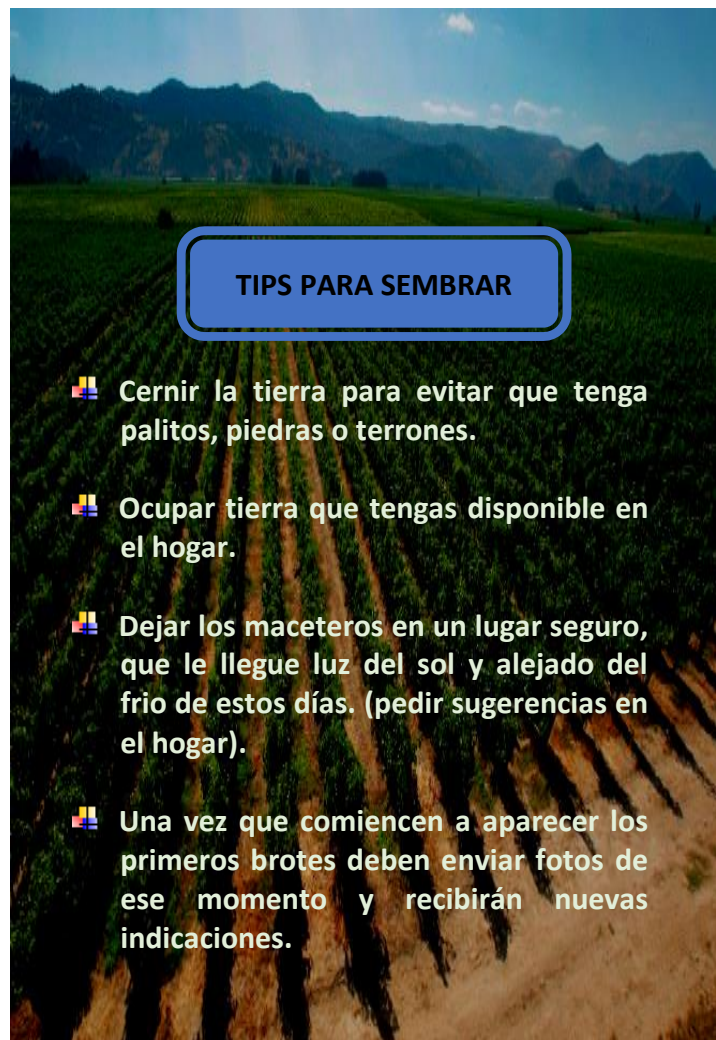 TIPS PARA SEMBRAR
Cernir la tierra para evitar que tenga
palitos, piedras o terrones.
Ocupar tierra que tengas disponible en
el hogar.
Dejar los maceteros en un lugar seguro,
que le llegue luz del sol y alejado del
frio de estos días. (pedir sugerencias en
el hogar).
Una vez que comiencen a aparecer los
primeros brotes deben enviar fotos de
ese momento y recibirán nuevas
indicaciones.